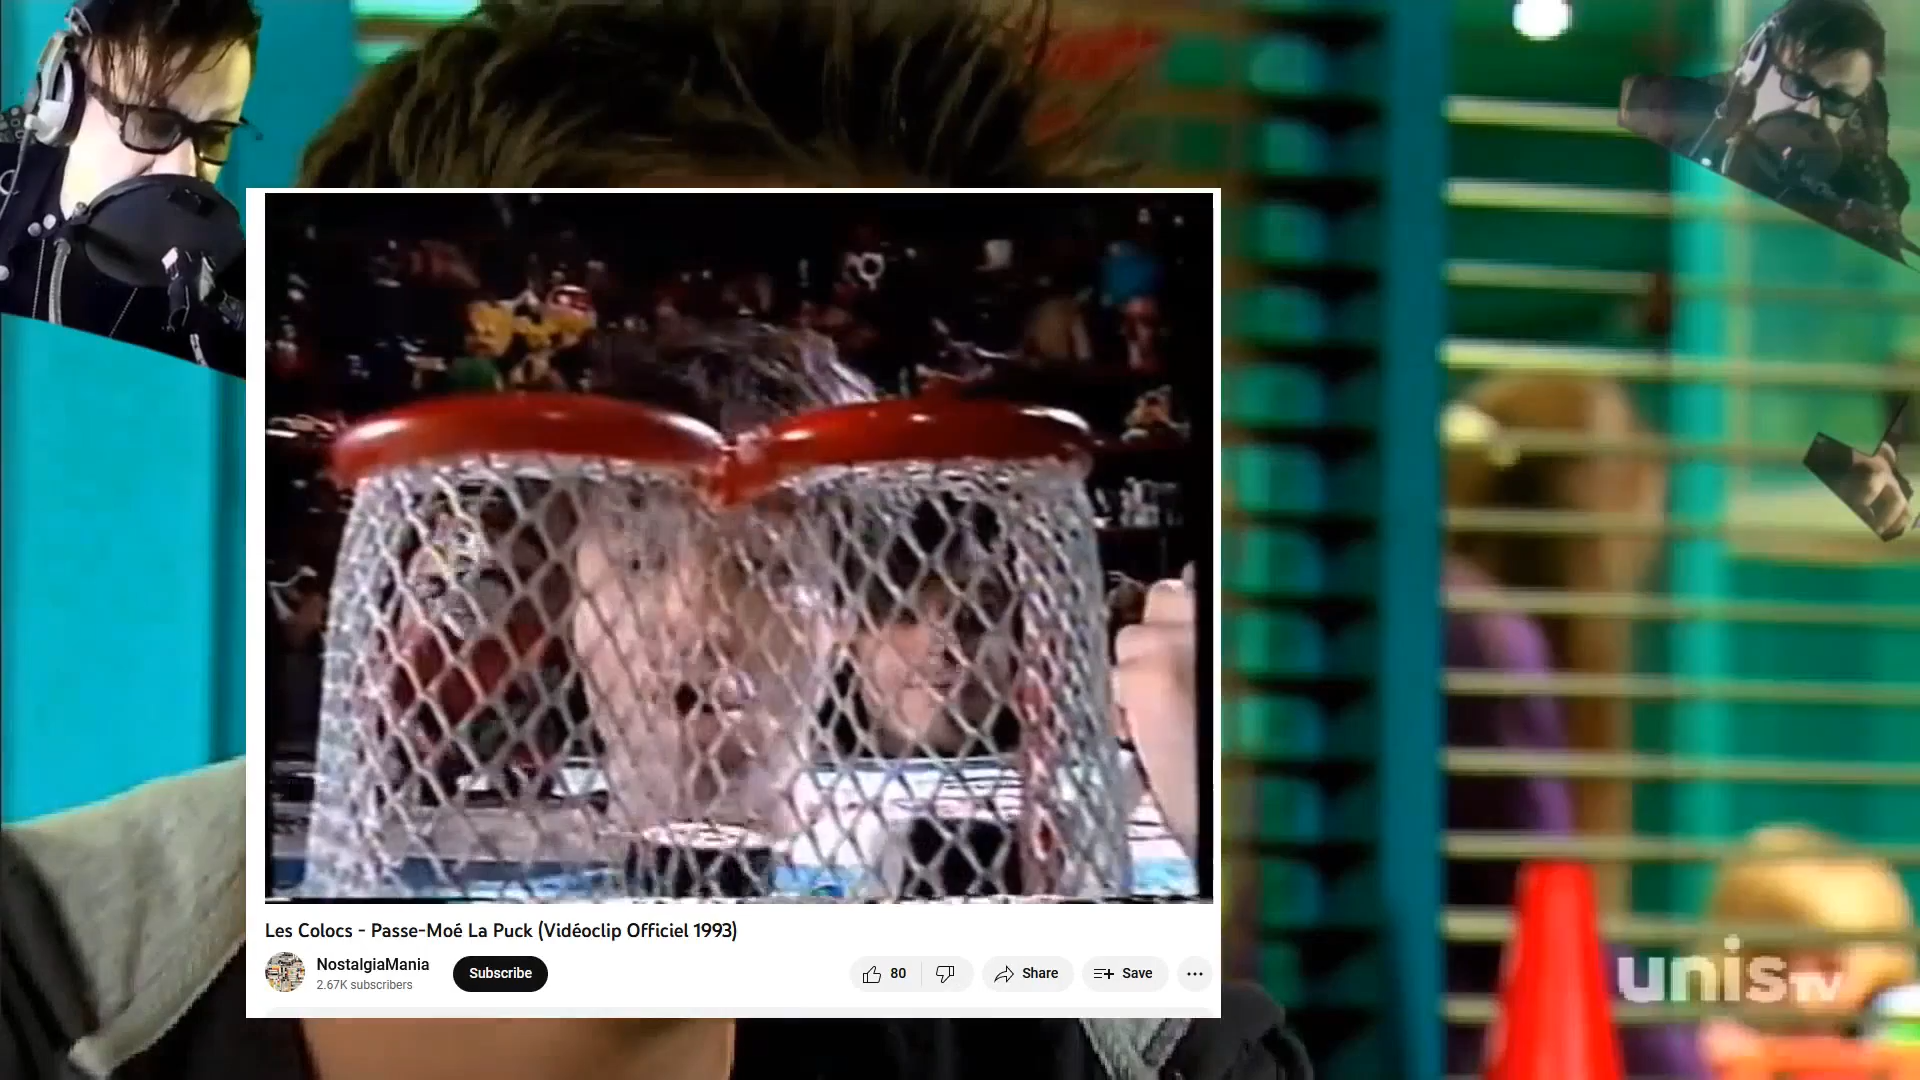 Les Colocs - Passe-Moé La Puck (Vidéoclip Officiel 1993)
NostalgiaMania
2.67K subscribers
Subscribe
80
Share
Save
unis TV